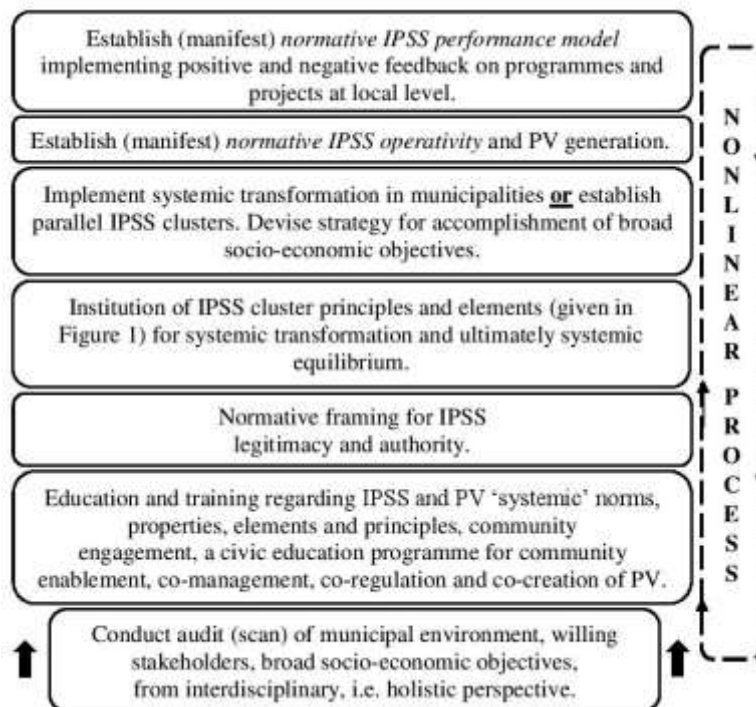 Establish (manifest) normative IPSS performance model
implementing positive and negative feedback on programmes and
projects at local level.
Establish (manifest) normative IPSS operativity and PV generation.
Implement systemic transformation in municipalities or establish
parallel IPSS clusters. Devise strategy for accomplishment of broad
socio-economic objectives.
Institution of IPSS cluster principles and elements (given in
Figure 1) for systemic transformation and ultimately systemic
equilibrium.
Normative framing for IPSS
legitimacy and authority.
Education and training regarding IPSS and PV ‘systemic’ norms,
properties, elements and principles, community
engagement, a civic education programme for community
enablement, co-management, co-regulation and co-creation of PV.
Conduct audit (scan) of municipal environment, willing
stakeholders, broad socio-economic objectives,
from interdisciplinary, i.e. holistic perspective.
NONLINEAR PROCESS